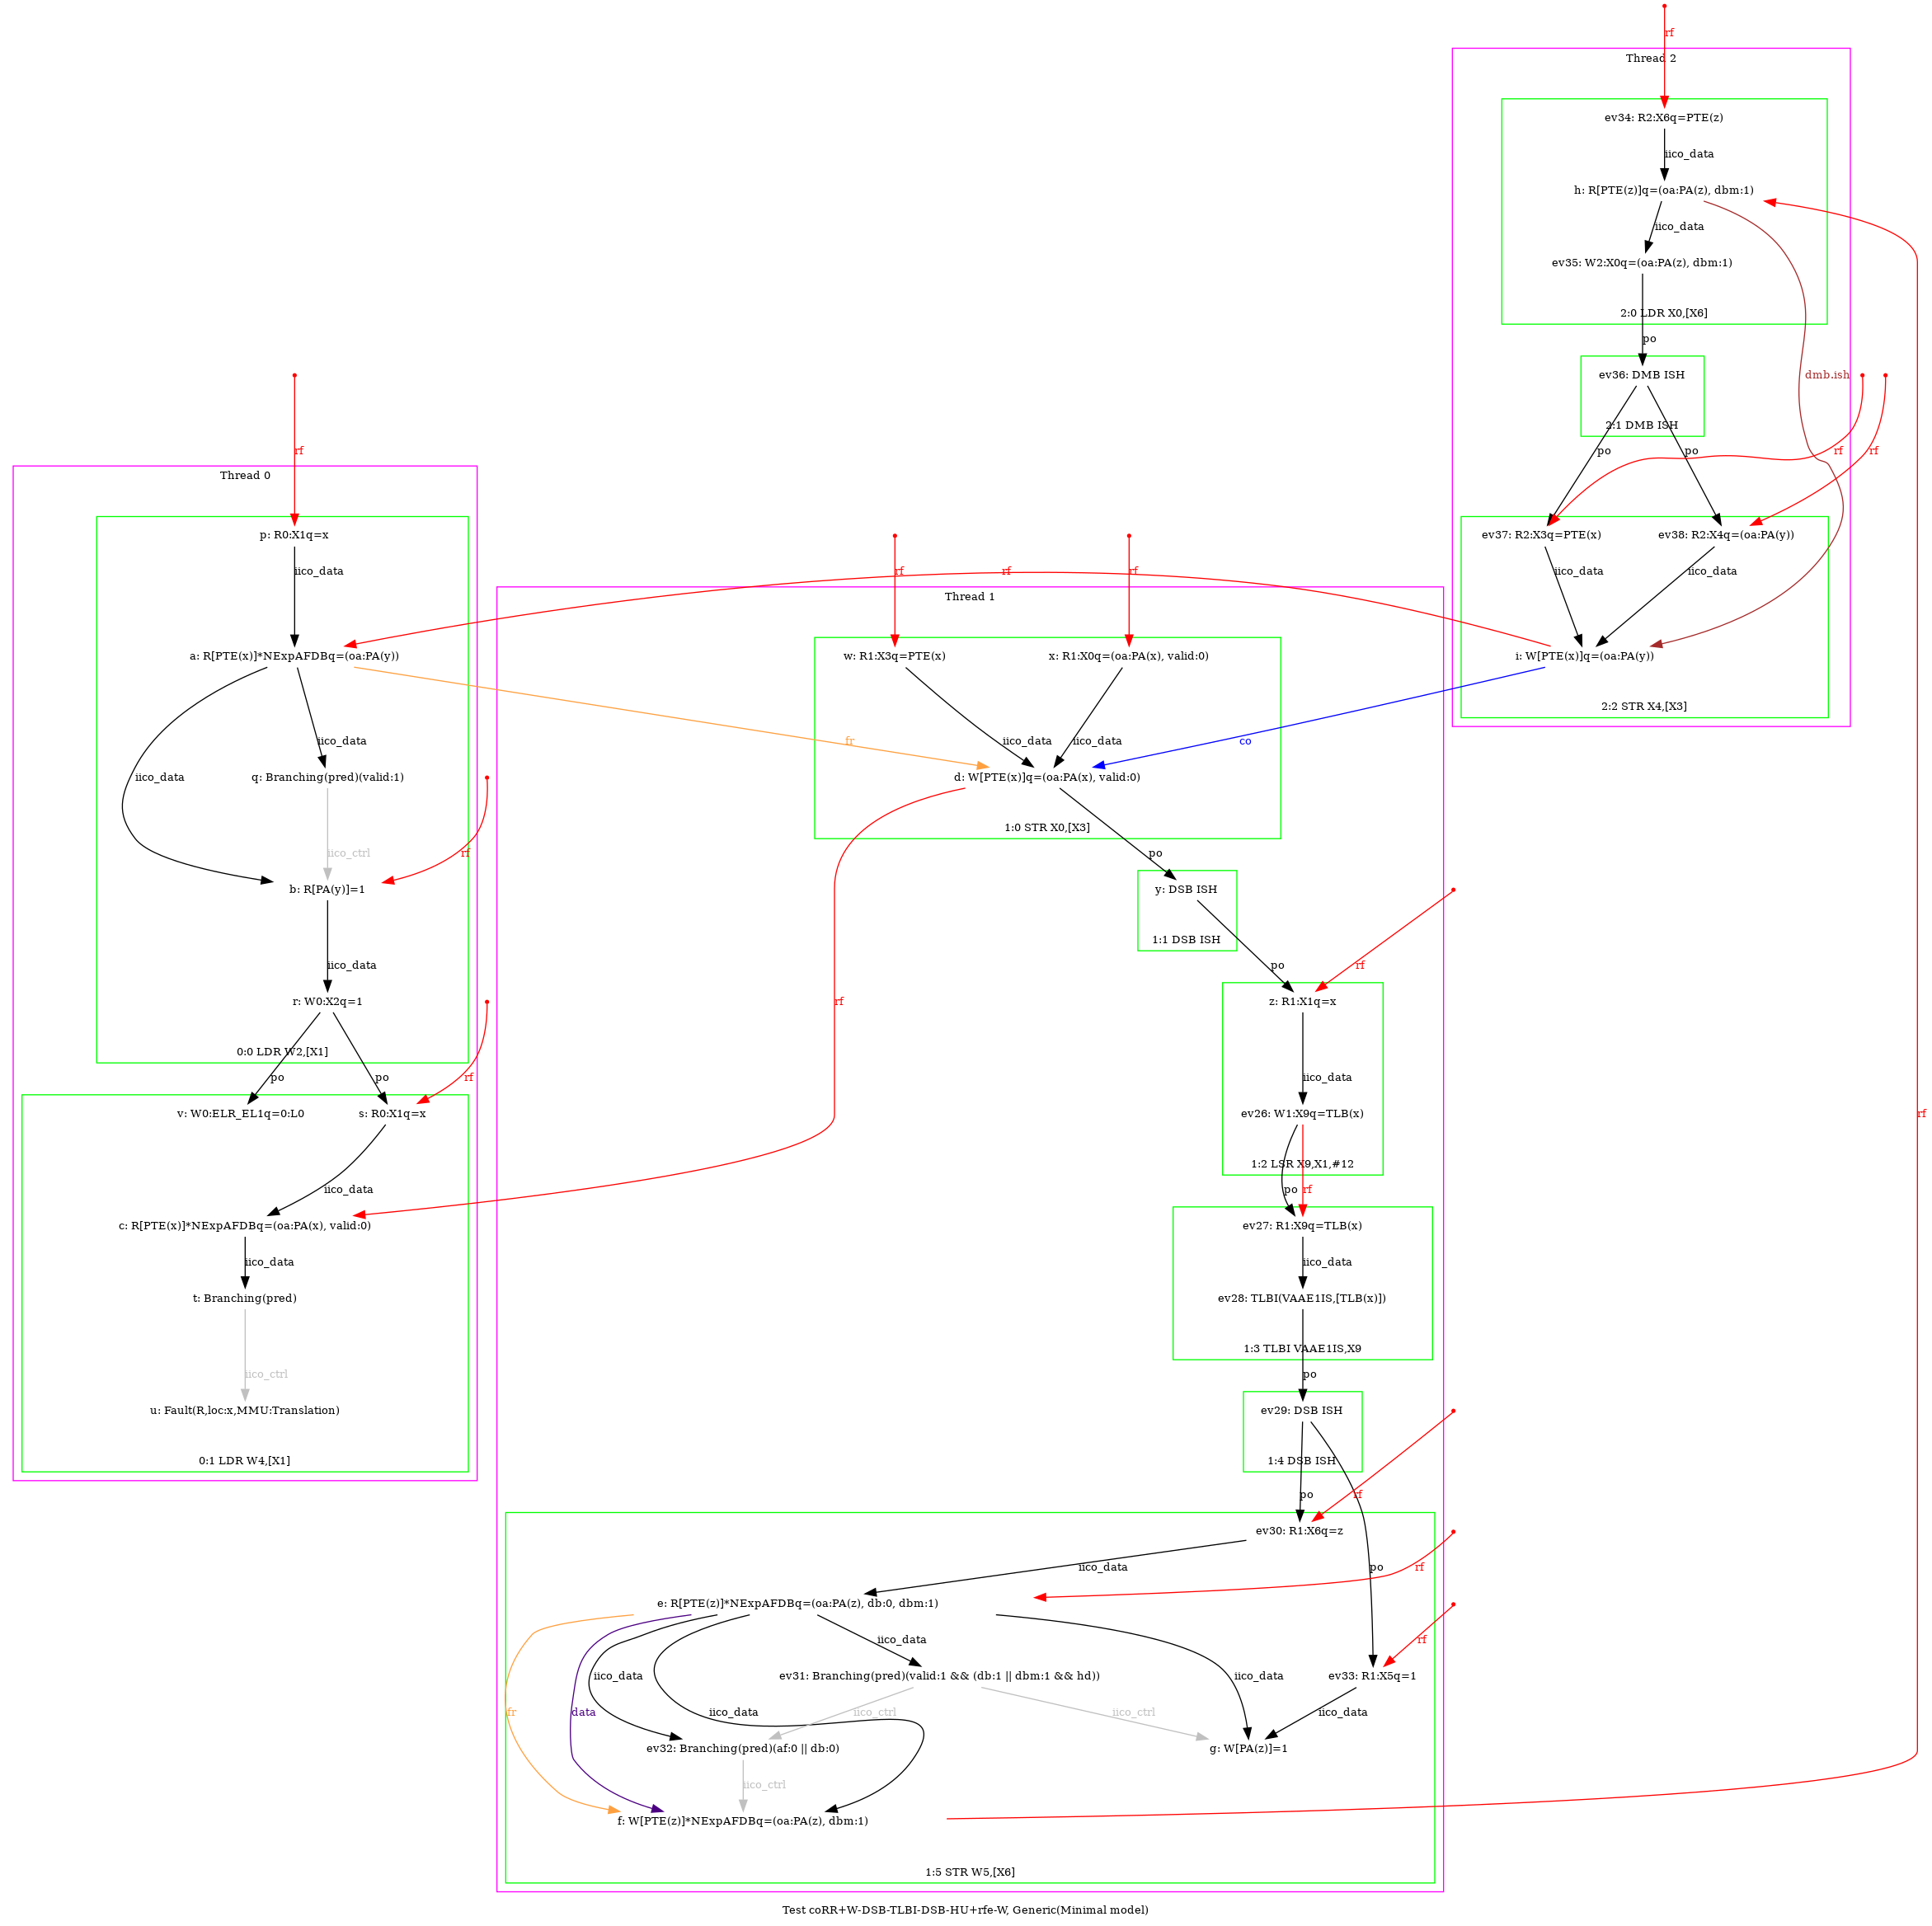 rf
Thread 2
ev34: R2:X6q=PTE(z)
iico_data
h: R[PTE(z)]q=(oa:PA(z), dbm:1)
iico_data
ev35: W2:X0q=(oa:PA(z), dbm:1)
2:0 LDR X0,[X6]
po
ev36: DMB ISH
dmb.ish
2:1 DMB ISH
po
po
rf
rf
ev37: R2:X3q=PTE(x)
ev38: R2:X4q=(oa:PA(y))
iico_data
iico_data
i: W[PTE(x)]q=(oa:PA(y))
2:2 STR X4,[X3]
rf
Thread 0
p: R0:X1q=x
iico_data
a: R[PTE(x)]*NExpAFDBq=(oa:PA(y))
iico_data
iico_data
q: Branching(pred)(valid:1)
iico_ctrl
rf
b: R[PA(y)]=1
iico_data
r: W0:X2q=1
0:0 LDR W2,[X1]
po
po
rf
v: W0:ELR_EL1q=0:L0
s: R0:X1q=x
iico_data
c: R[PTE(x)]*NExpAFDBq=(oa:PA(x), valid:0)
iico_data
t: Branching(pred)
iico_ctrl
u: Fault(R,loc:x,MMU:Translation)
0:1 LDR W4,[X1]
rf
rf
rf
Thread 1
w: R1:X3q=PTE(x)
x: R1:X0q=(oa:PA(x), valid:0)
fr
iico_data
iico_data
co
d: W[PTE(x)]q=(oa:PA(x), valid:0)
1:0 STR X0,[X3]
po
y: DSB ISH
1:1 DSB ISH
po
rf
rf
z: R1:X1q=x
iico_data
ev26: W1:X9q=TLB(x)
1:2 LSR X9,X1,#12
po
rf
ev27: R1:X9q=TLB(x)
iico_data
ev28: TLBI(VAAE1IS,[TLB(x)])
1:3 TLBI VAAE1IS,X9
po
ev29: DSB ISH
1:4 DSB ISH
po
rf
ev30: R1:X6q=z
iico_data
po
rf
e: R[PTE(z)]*NExpAFDBq=(oa:PA(z), db:0, dbm:1)
iico_data
rf
iico_data
ev31: Branching(pred)(valid:1 && (db:1 || dbm:1 && hd))
iico_data
ev33: R1:X5q=1
fr
data
iico_data
iico_ctrl
iico_ctrl
iico_data
ev32: Branching(pred)(af:0 || db:0)
g: W[PA(z)]=1
iico_ctrl
f: W[PTE(z)]*NExpAFDBq=(oa:PA(z), dbm:1)
1:5 STR W5,[X6]
rf
Test coRR+W-DSB-TLBI-DSB-HU+rfe-W, Generic(Minimal model)